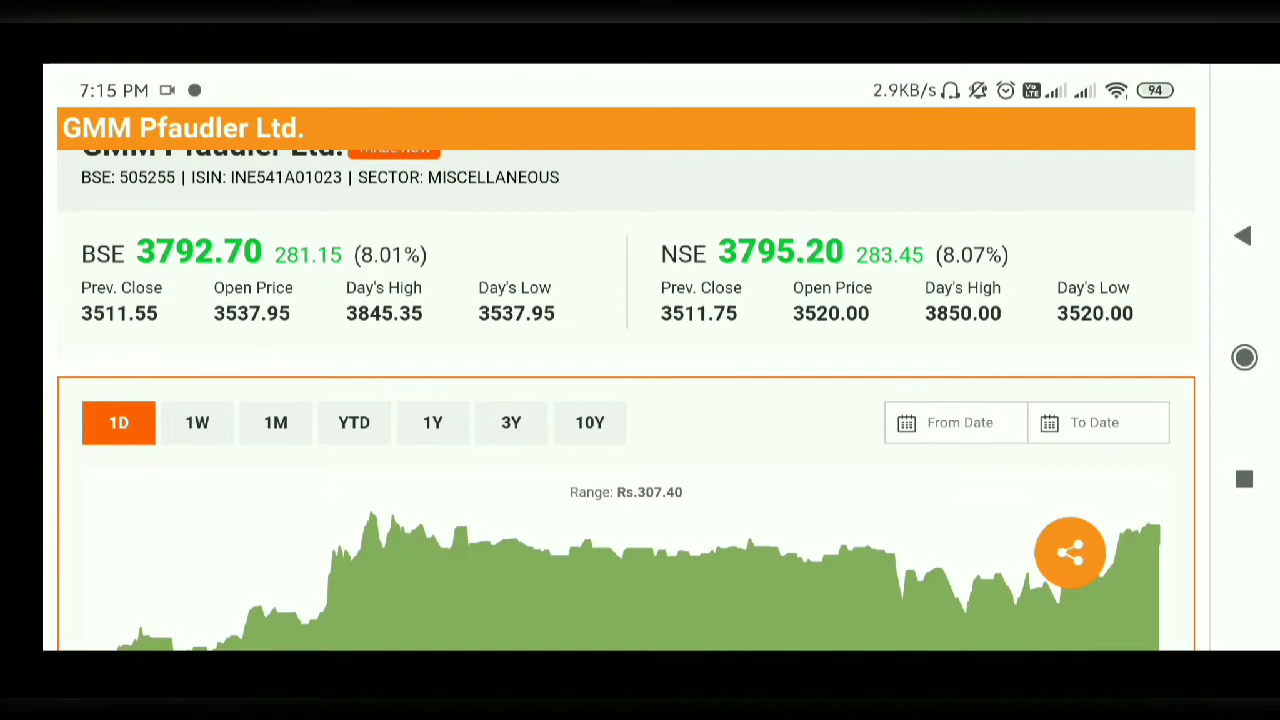 7:15 PM 2.9KB/s VoLTE 94
GMM Pfaudler Ltd.
GMM Pfaudler Ltd.
BSE: 505255 | ISIN: INE541A01023 | SECTOR: MISCELLANEOUS
BSE 3792.70 281.15 (8.01%)
Prev. Close Open Price Day's High Day's Low
3511.55 3537.95 3845.35 3537.95
NSE 3795.20 283.45 (8.07%)
Prev. Close Open Price Day's High Day's Low
3511.75 3520.00 3850.00 3520.00
1D 1W 1M YTD 1Y 3Y 10Y From Date To Date
Range: Rs.307.40